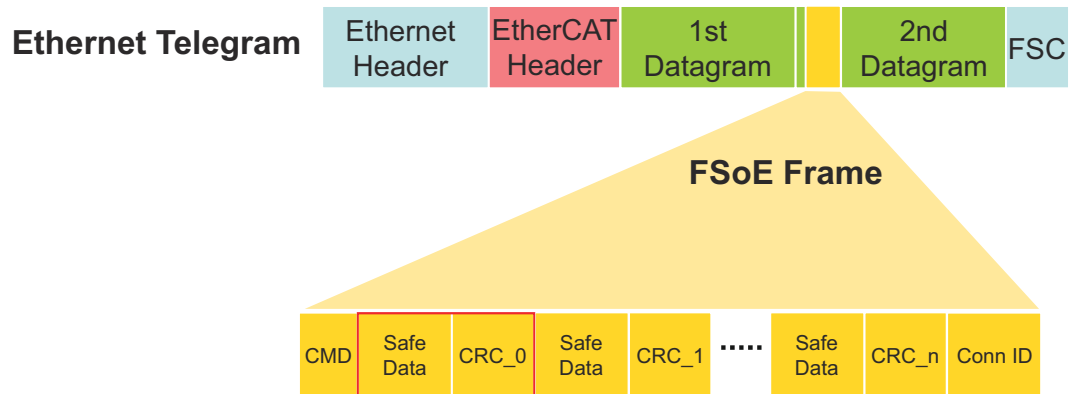 Ethernet Telegram
Ethernet
Header
EtherCAT
Header
1st
Datagram
2nd
Datagram
FSC
FSoE Frame
CMD
Safe
Data
CRC_0
Safe
Data
CRC_1
.....
Safe
Data
CRC_n
Conn ID